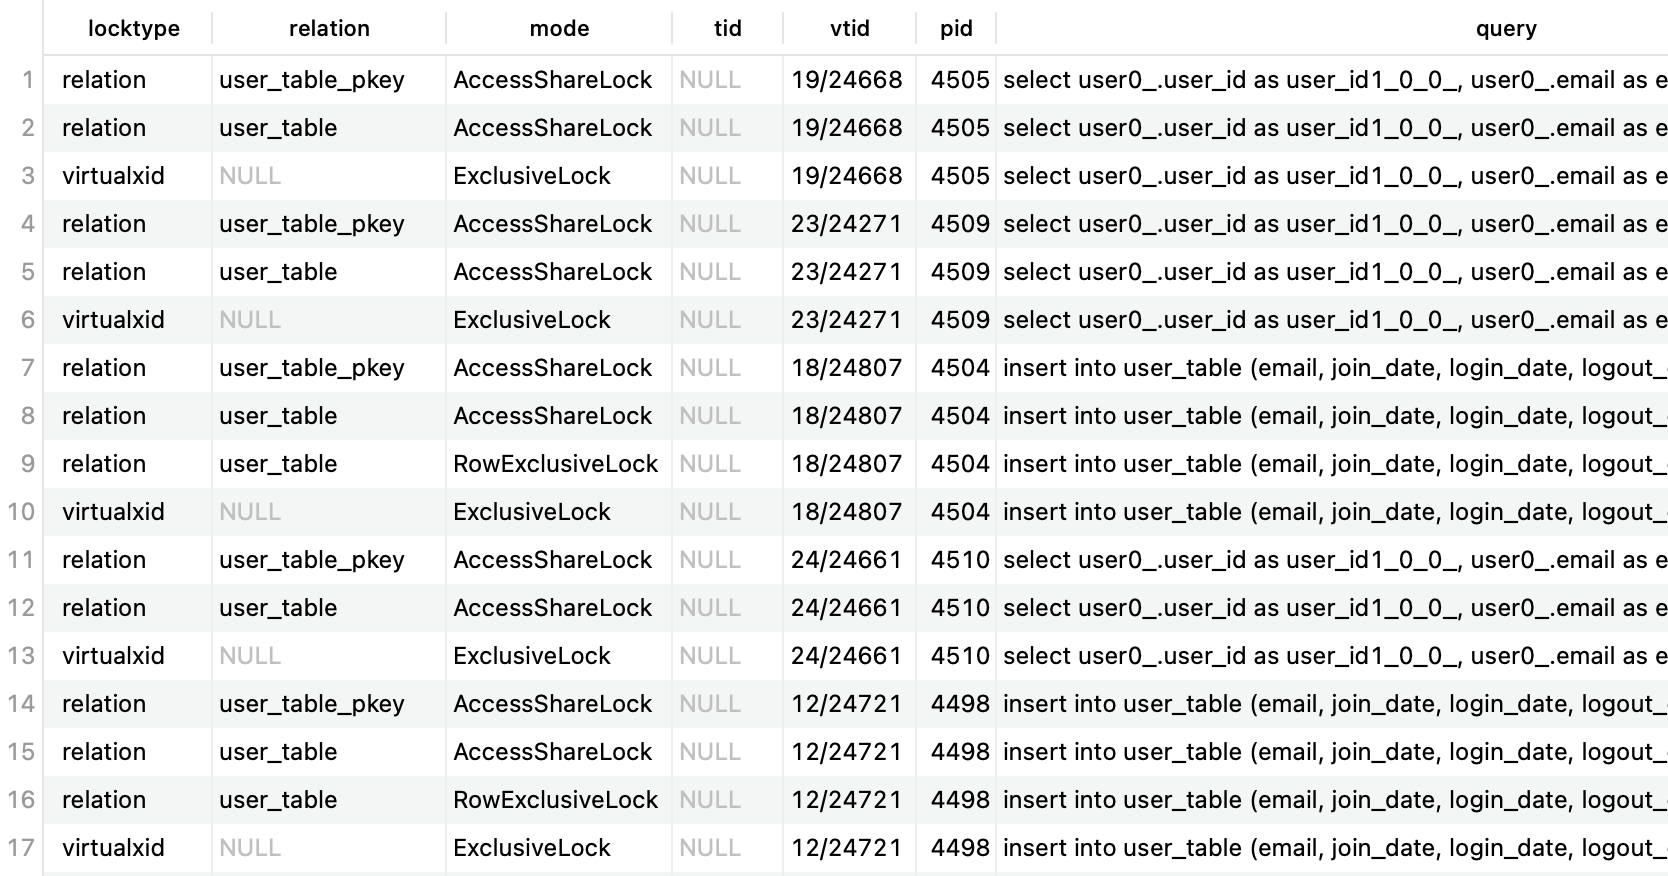 locktype relation mode tid vtid pid query
1 relation user_table_pkey AccessShareLock NULL 19/24668 4505 select user0_.user_id as user_id1_0_0_, user0_.email as e
2 relation user_table AccessShareLock NULL 19/24668 4505 select user0_.user_id as user_id1_0_0_, user0_.email as e
3 virtualxid NULL ExclusiveLock NULL 19/24668 4505 select user0_.user_id as user_id1_0_0_, user0_.email as e
4 relation user_table_pkey AccessShareLock NULL 23/24271 4509 select user0_.user_id as user_id1_0_0_, user0_.email as e
5 relation user_table AccessShareLock NULL 23/24271 4509 select user0_.user_id as user_id1_0_0_, user0_.email as e
6 virtualxid NULL ExclusiveLock NULL 23/24271 4509 select user0_.user_id as user_id1_0_0_, user0_.email as e
7 relation user_table_pkey AccessShareLock NULL 18/24807 4504 insert into user_table (email, join_date, login_date, logout_
8 relation user_table AccessShareLock NULL 18/24807 4504 insert into user_table (email, join_date, login_date, logout_
9 relation user_table RowExclusiveLock NULL 18/24807 4504 insert into user_table (email, join_date, login_date, logout_
10 virtualxid NULL ExclusiveLock NULL 18/24807 4504 insert into user_table (email, join_date, login_date, logout_
11 relation user_table_pkey AccessShareLock NULL 24/24661 4510 select user0_.user_id as user_id1_0_0_, user0_.email as e
12 relation user_table AccessShareLock NULL 24/24661 4510 select user0_.user_id as user_id1_0_0_, user0_.email as e
13 virtualxid NULL ExclusiveLock NULL 24/24661 4510 select user0_.user_id as user_id1_0_0_, user0_.email as e
14 relation user_table_pkey AccessShareLock NULL 12/24721 4498 insert into user_table (email, join_date, login_date, logout_
15 relation user_table AccessShareLock NULL 12/24721 4498 insert into user_table (email, join_date, login_date, logout_
16 relation user_table RowExclusiveLock NULL 12/24721 4498 insert into user_table (email, join_date, login_date, logout_
17 virtualxid NULL ExclusiveLock NULL 12/24721 4498 insert into user_table (email, join_date, login_date, logout_